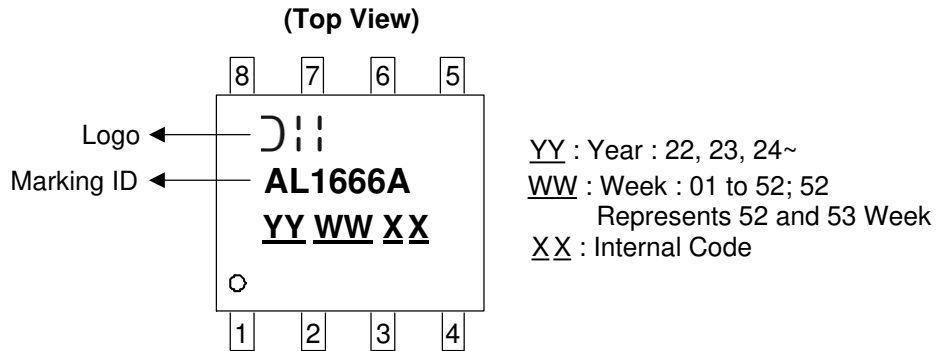 (Top View)
8 7 6 5
Logo
Marking ID
AL1666A
YY WW X X
1 2 3 4
YY : Year : 22, 23, 24~
WW : Week : 01 to 52; 52
Represents 52 and 53 Week
X X : Internal Code